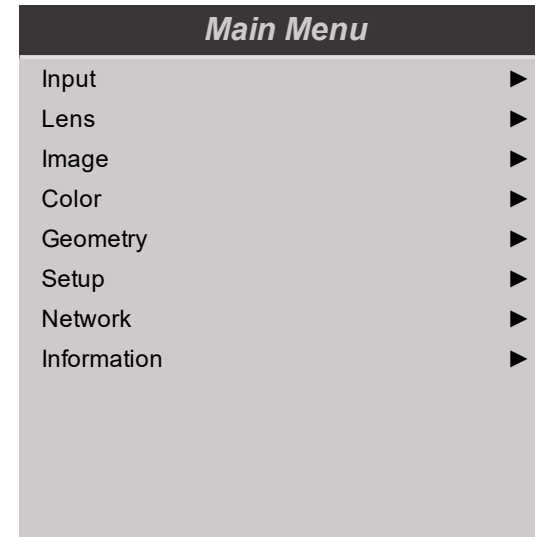 Main Menu
Input ►
Lens ►
Image ►
Color ►
Geometry ►
Setup ►
Network ►
Information ►